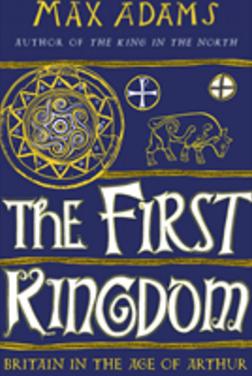 MAX ADAMS
AUTHOR OF THE KING IN THE NORTH
THE FIRST
KINGDOM
BRITAIN IN THE AGE OF ARTHUR